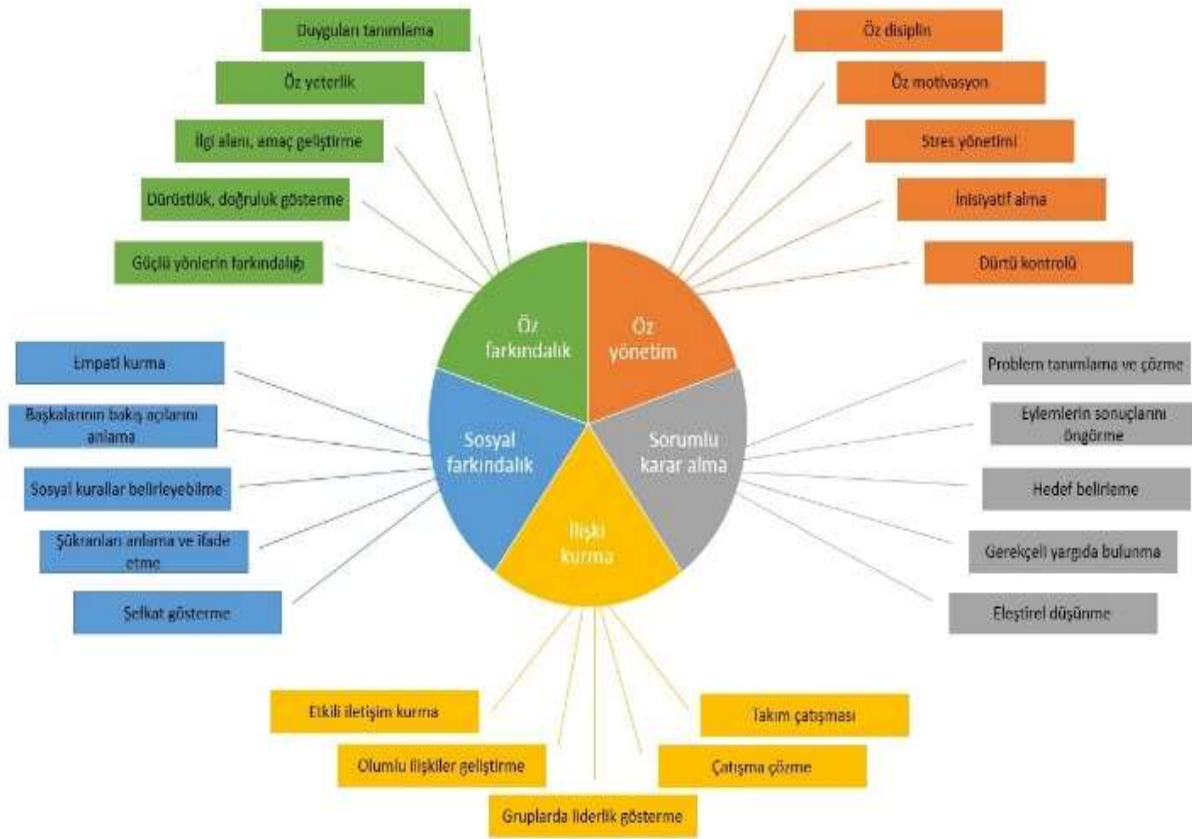 Duyguları tanımlama
Öz yeterlik
İlgi alanı, amaç geliştirme
Dürüstlük, doğruluk gösterme
Güçlü yönlerin farkındalığı
Öz disiplin
Öz motivasyon
Stres yönetimi
İnisiyatif alma
Dürtü kontrolü
Öz
farkındalık
Öz
yönetim
Sosyal
farkındalık
Sorumlu
karar alma
İlişki
kurma
Empati kurma
Başkalarının bakış açılarını
anlama
Sosyal kurallar belirleyebilme
Şükranları anlama ve ifade
etme
Şefkat gösterme
Problem tanımlama ve çözme
Eylemlerin sonuçlarını
öngörme
Hedef belirleme
Gerekçeli yargıda bulunma
Eleştirel düşünme
Etkili iletişim kurma
Olumlu ilişkiler geliştirme
Gruplarda liderlik gösterme
Çatışma çözme
Takım çatışması